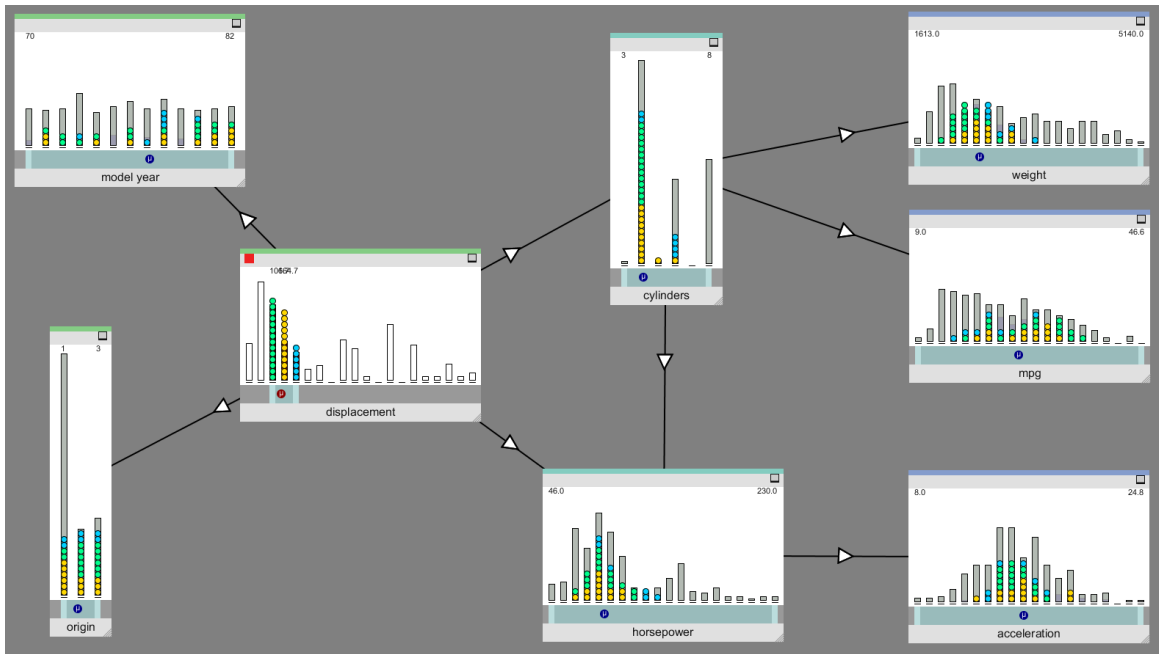 70 82
μ
model year
3 8
μ
cylinders
1613.0 5140.0
μ
weight
9.0 46.6
μ
mpg
μ
displacement
1 3
μ
origin
46.0 230.0
μ
horsepower
8.0 24.8
μ
acceleration